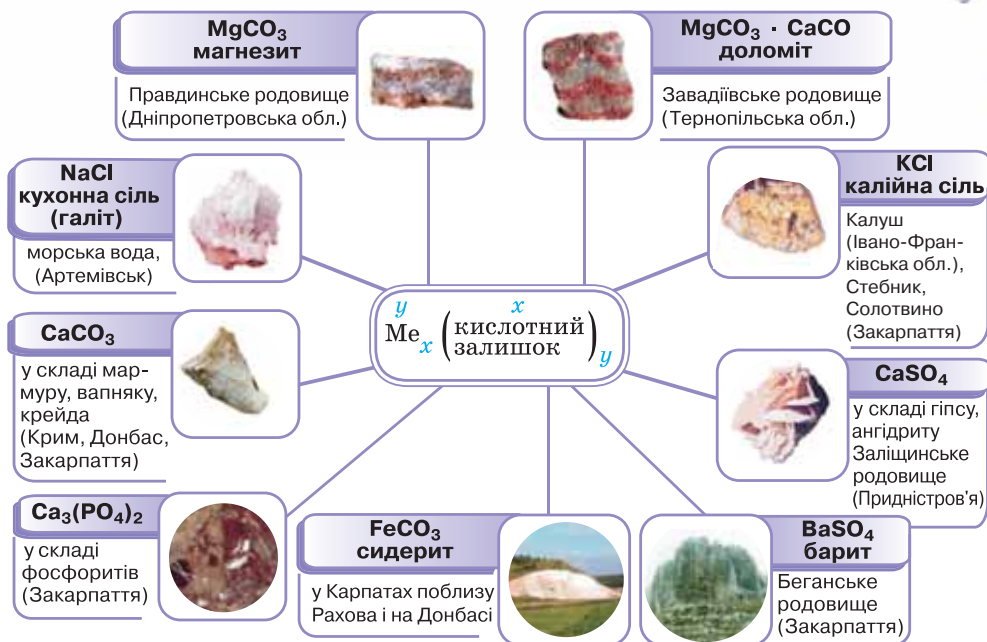 MgCO₃
магнезит
Правдинське родовище
(Дніпропетровська обл.)
MgCO₃ · CaCO
доломіт
Завадіївське родовище
(Тернопільська обл.)
NaCl
кухонна сіль
(галіт)
морська вода,
(Артемівськ)
KCl
калійна сіль
Калуш
(Івано-Фран-
ківська обл.),
Стебник,
Солотвино
(Закарпаття)
y x
Meₓ (кислотний
залишок)y
CaCO₃
у складі мар-
муру, вапняку,
крейда
(Крим, Донбас,
Закарпаття)
CaSO₄
у складі гіпсу,
ангідриту
Заліщинське
родовище
(Придністров'я)
Ca₃(PO₄)₂
у складі
фосфоритів
(Закарпаття)
FeCO₃
сидерит
у Карпатах поблизу
Рахова і на Донбасі
BaSO₄
барит
Беганське
родовище
(Закарпаття)